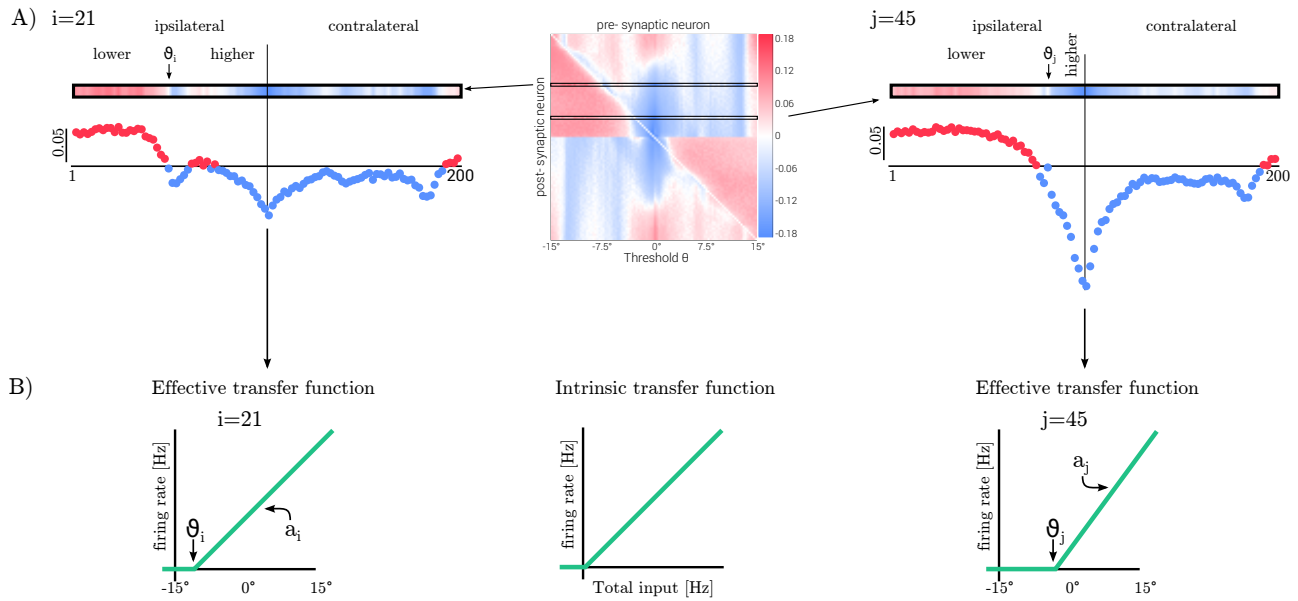 A) i=21
ipsilateral
contralateral
lower
ϑi
higher
0.05
1
200
pre- synaptic neuron
post- synaptic neuron
0.18
0.12
0.06
0
-0.06
-0.12
-0.18
-15°
-7.5°
0°
7.5°
15°
Threshold θ
j=45
ipsilateral
contralateral
lower
ϑj
higher
0.05
1
200
B)
Effective transfer function
i=21
firing rate [Hz]
ϑi
ai
-15°
0°
15°
Intrinsic transfer function
firing rate [Hz]
Total input [Hz]
Effective transfer function
j=45
firing rate [Hz]
aj
ϑj
-15°
0°
15°